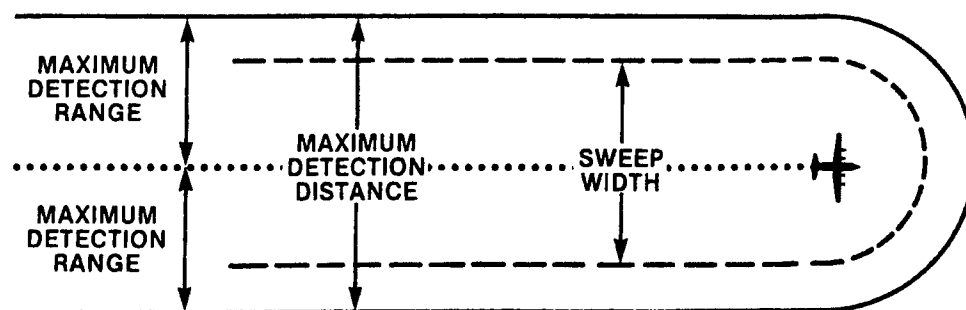 MAXIMUM
DETECTION
RANGE
MAXIMUM
DETECTION
DISTANCE
SWEEP
WIDTH
MAXIMUM
DETECTION
RANGE